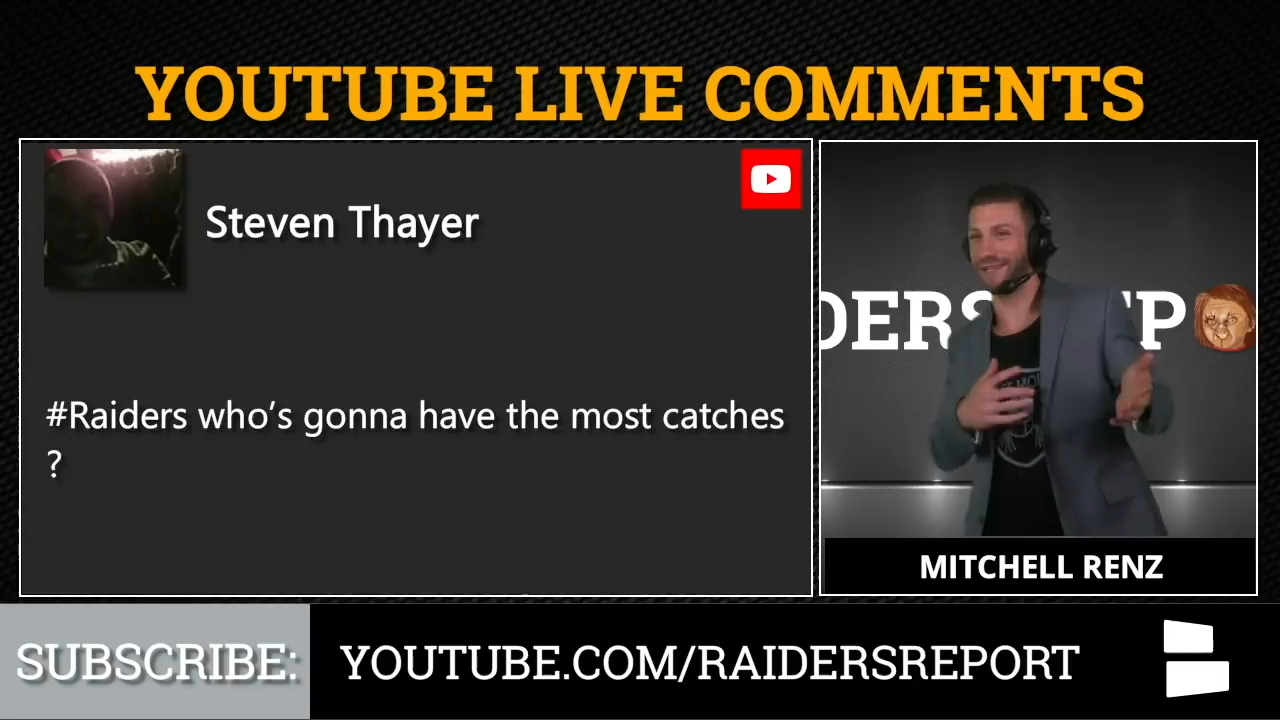 YOUTUBE LIVE COMMENTS
Steven Thayer
#Raiders who's gonna have the most catches
?
MITCHELL RENZ
SUBSCRIBE: YOUTUBE.COM/RAIDERSREPORT